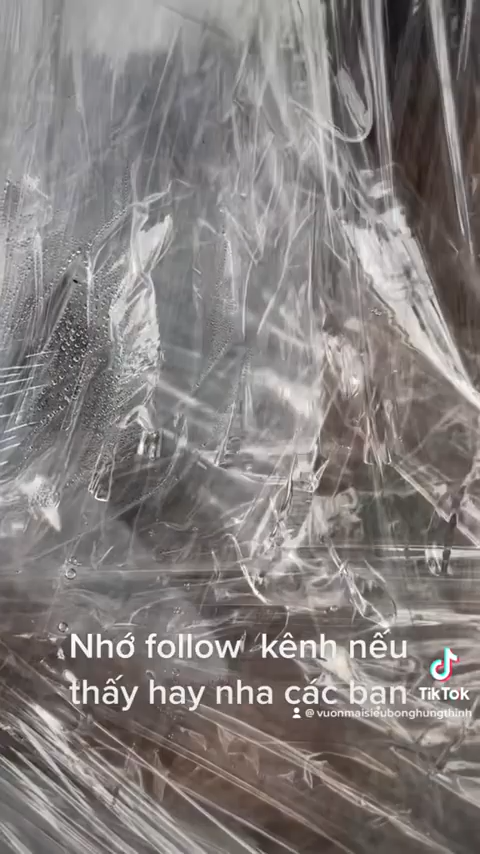 Nhớ follow kênh nếu
thấy hay nha các bạn
TikTok
@vuonmaisieubonghungthinh